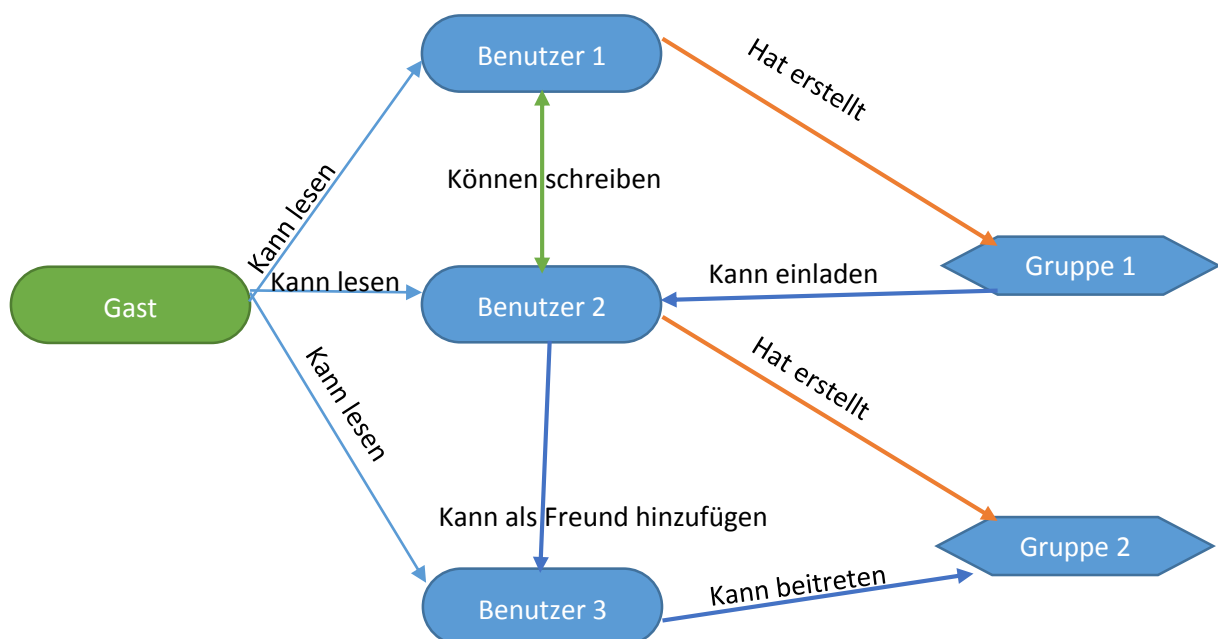 Benutzer 1
Hat erstellt
Können schreiben
Kann lesen
Kann lesen
Kann einladen
Gruppe 1
Gast
Benutzer 2
Kann lesen
Hat erstellt
Kann als Freund hinzufügen
Gruppe 2
Kann beitreten
Benutzer 3